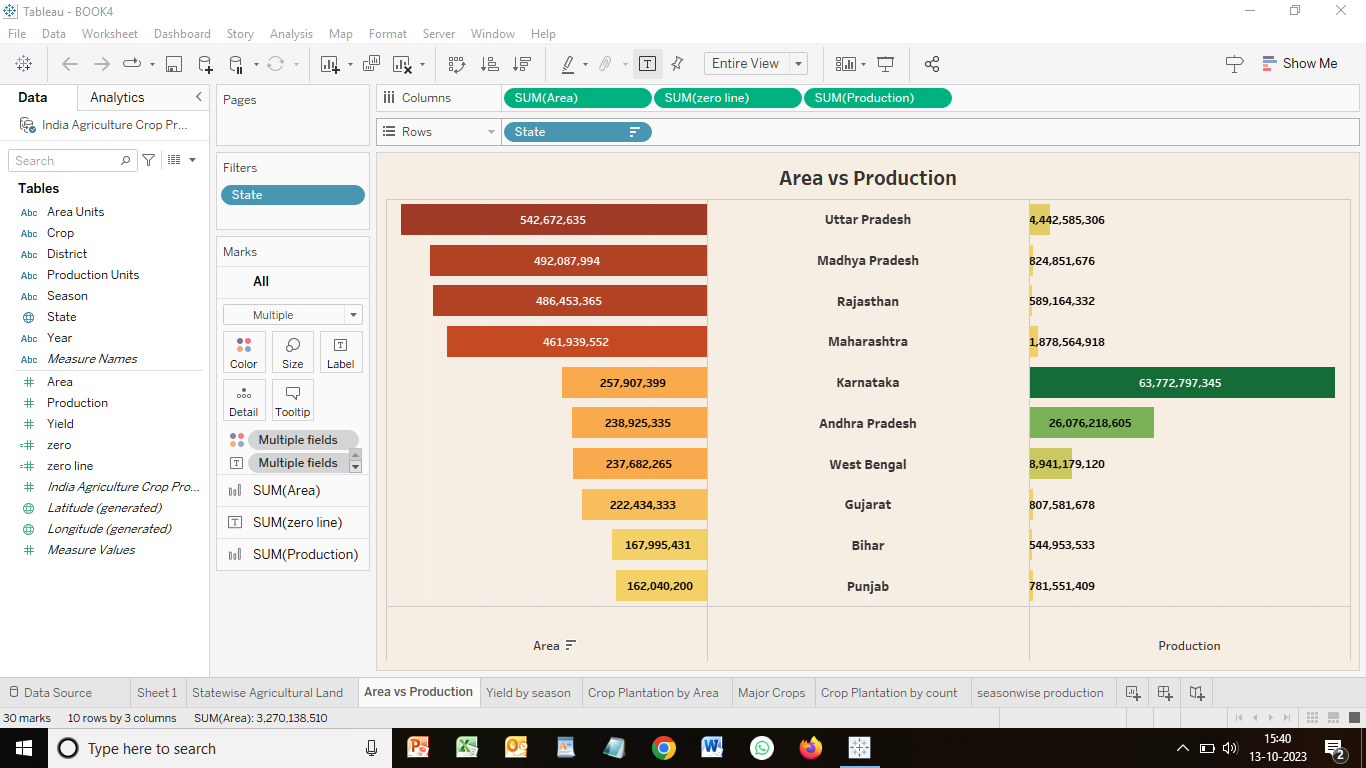 Tableau - BOOK4
File Data Worksheet Dashboard Story Analysis Map Format Server Window Help
Entire View
Show Me
Data Analytics
India Agriculture Crop Pr...
Search
Tables
Abc Area Units
Abc Crop
Abc District
Abc Production Units
Abc Season
State
Abc Year
Abc Measure Names
Area
Production
Yield
zero
zero line
India Agriculture Crop Pro...
Latitude (generated)
Longitude (generated)
Measure Values
Pages
Filters
State
Marks
All
Multiple
Color Size Label
Detail Tooltip
Multiple fields
Multiple fields
SUM(Area)
SUM(zero line)
SUM(Production)
Columns SUM(Area) SUM(zero line) SUM(Production)
Rows State
Area vs Production
542,672,635 Uttar Pradesh 4,442,585,306
492,087,994 Madhya Pradesh 824,851,676
486,453,365 Rajasthan 589,164,332
461,939,552 Maharashtra 1,878,564,918
257,907,399 Karnataka 63,772,797,345
238,925,335 Andhra Pradesh 26,076,218,605
237,682,265 West Bengal 8,941,179,120
222,434,333 Gujarat 807,581,678
167,995,431 Bihar 544,953,533
162,040,200 Punjab 781,551,409
Area Production
Data Source Sheet 1 Statewise Agricultural Land Area vs Production Yield by season Crop Plantation by Area Major Crops Crop Plantation by count seasonwise production
30 marks 10 rows by 3 columns SUM(Area): 3,270,138,510
Type here to search
15:40
13-10-2023
2